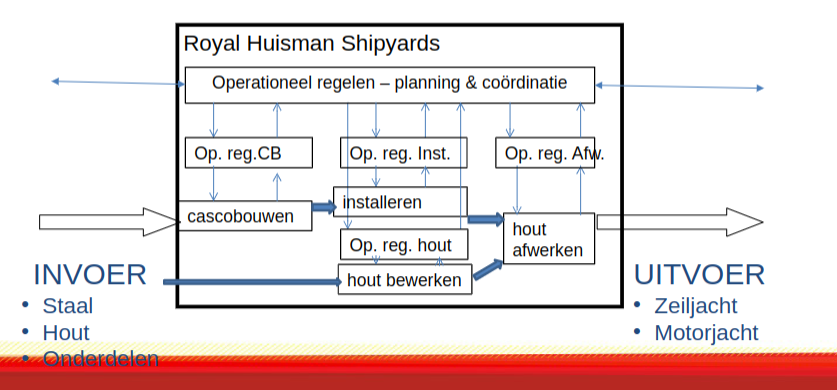 Royal Huisman Shipyards
Operationeel regelen – planning & coördinatie
Op. reg.CB
Op. reg. Inst.
Op. reg. Afw.
cascobouwen
installeren
hout
afwerken
Op. reg. hout
hout bewerken
INVOER
• Staal
• Hout
• Onderdelen
UITVOER
• Zeiljacht
• Motorjacht